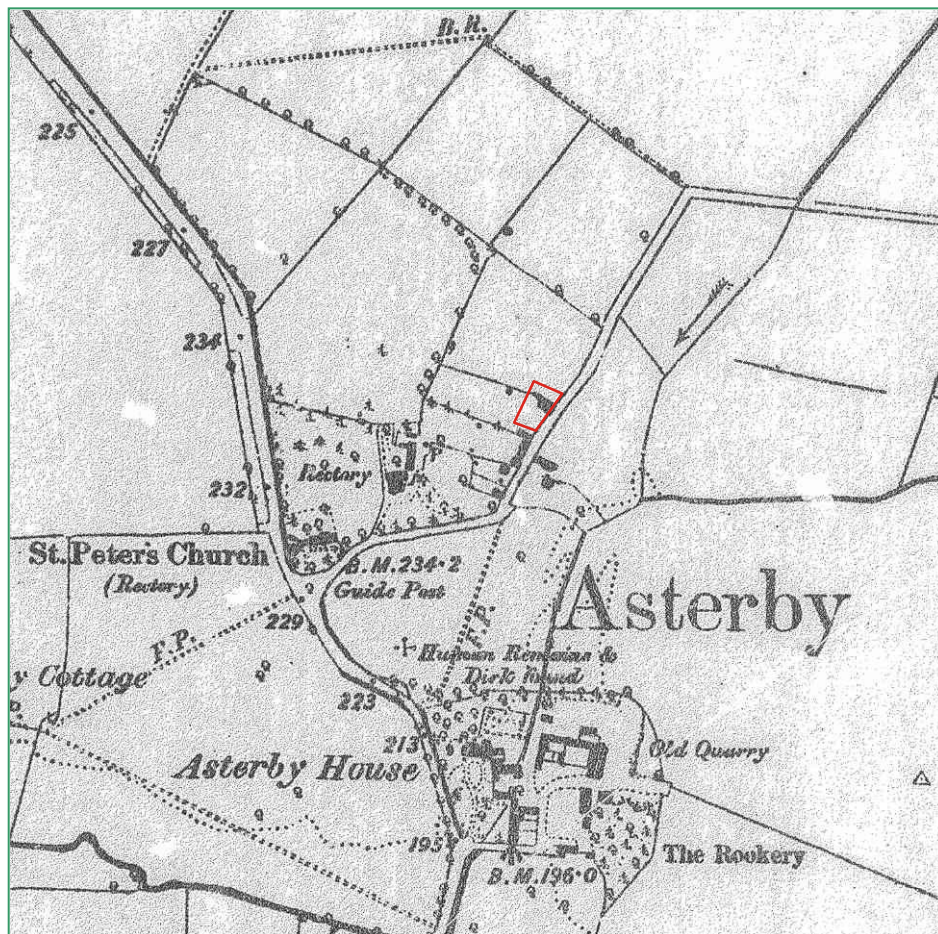 B.R.
225
227
234
Rectory
F.P.
232
St. Peter's Church
(Rectory)
B.M. 234·2
Guide Post
Asterby
229
F.P.
F.P.
Human Remains &
Dirk found
Cottage
223
213
Old Quarry
Asterby House
195
The Rookery
B.M. 196·0